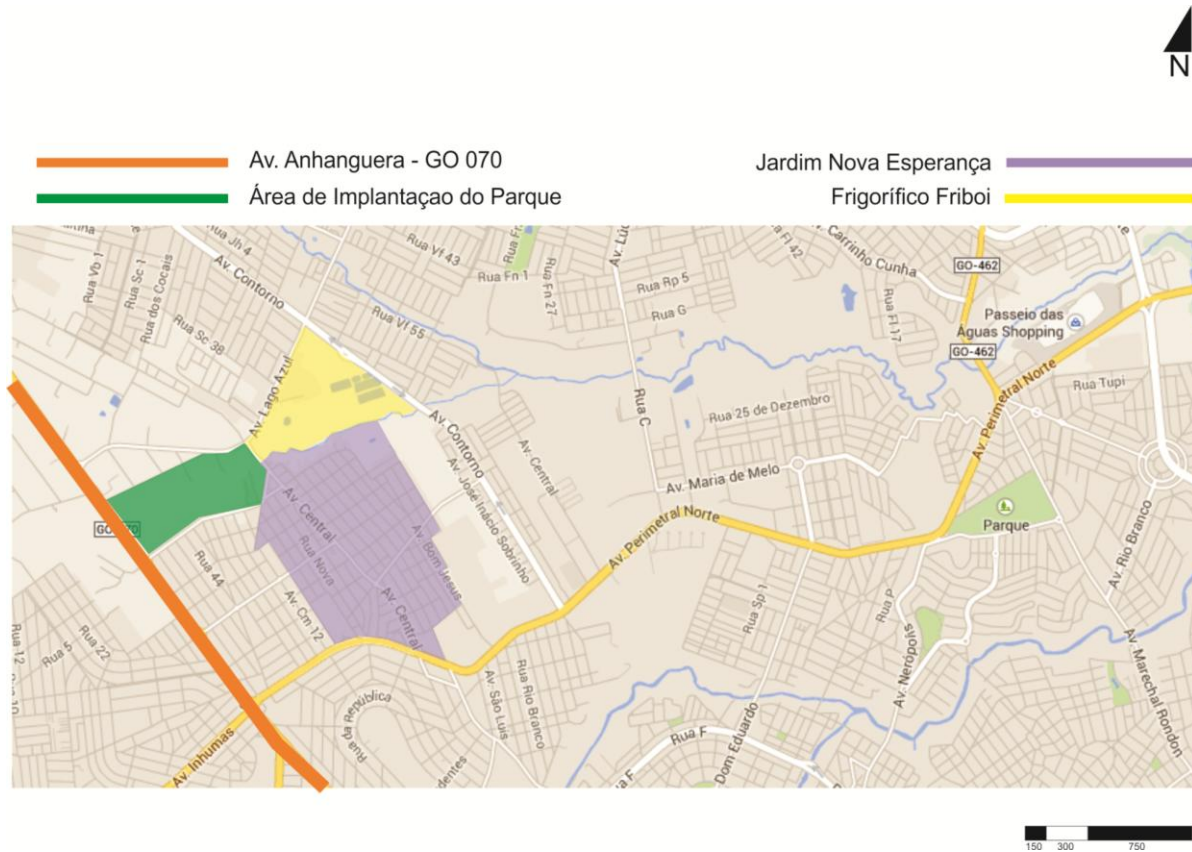 N
Av. Anhanguera - GO 070
Jardim Nova Esperança
Área de Implantaçao do Parque
Frigorífico Friboi
Rua Vb 1
Rua Sc 1
Rua dos Cocais
Rua Jh 4
Av. Contorno
Rua Vf 43
Rua Fn 1
Rua Fn 27
Rua Rp 5
Rua G
Rua Fl 42
Av. Carrinho Cunha
GO-462
Rua Fl 17
Passeio das
Águas Shopping
GO-462
Rua Sc 38
Rua Vf 55
Av. Lago Azul
Rua C
Rua 25 de Dezembro
Av. Perimetral Norte
Rua Tupi
Av. Contorno
Av. Central
Av. José Inácio Sobrinho
Av. Maria de Melo
Av. Perimetral Norte
Parque
Av. Rio Branco
Av. Central
Rua Nova
Av. Bom Jesus
Rua 44
Av. Cm 12
Av. Central
Rua Sp 1
Rua P
Rua 12
Rua 5
Rua 22
Rua 10
Av. Inhumas
Rua da República
Av. São Luis
Rua Rio Branco
Rua F
Rua F
Dom Eduardo
Av. Nerópolis
Av. Marechal Rondon
150 300 750